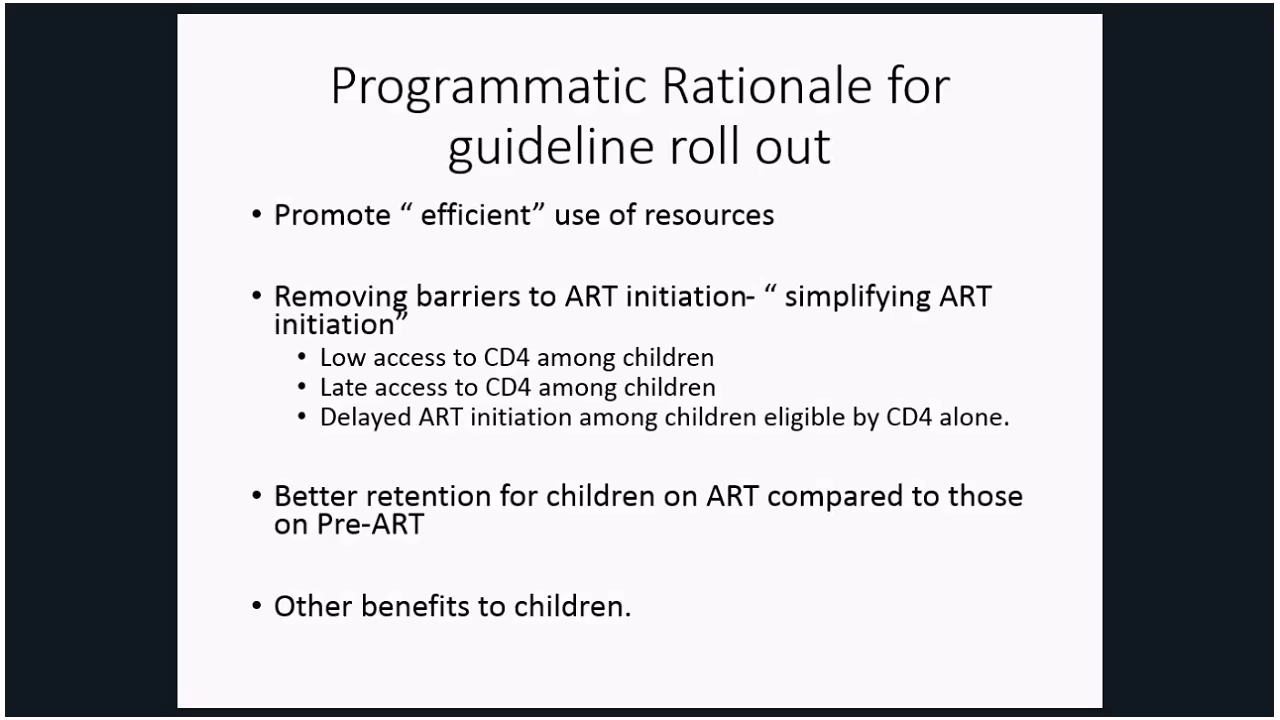 Programmatic Rationale for
guideline roll out
• Promote “ efficient” use of resources
• Removing barriers to ART initiation- “ simplifying ART
initiation”
• Low access to CD4 among children
• Late access to CD4 among children
• Delayed ART initiation among children eligible by CD4 alone.
• Better retention for children on ART compared to those
on Pre-ART
• Other benefits to children.